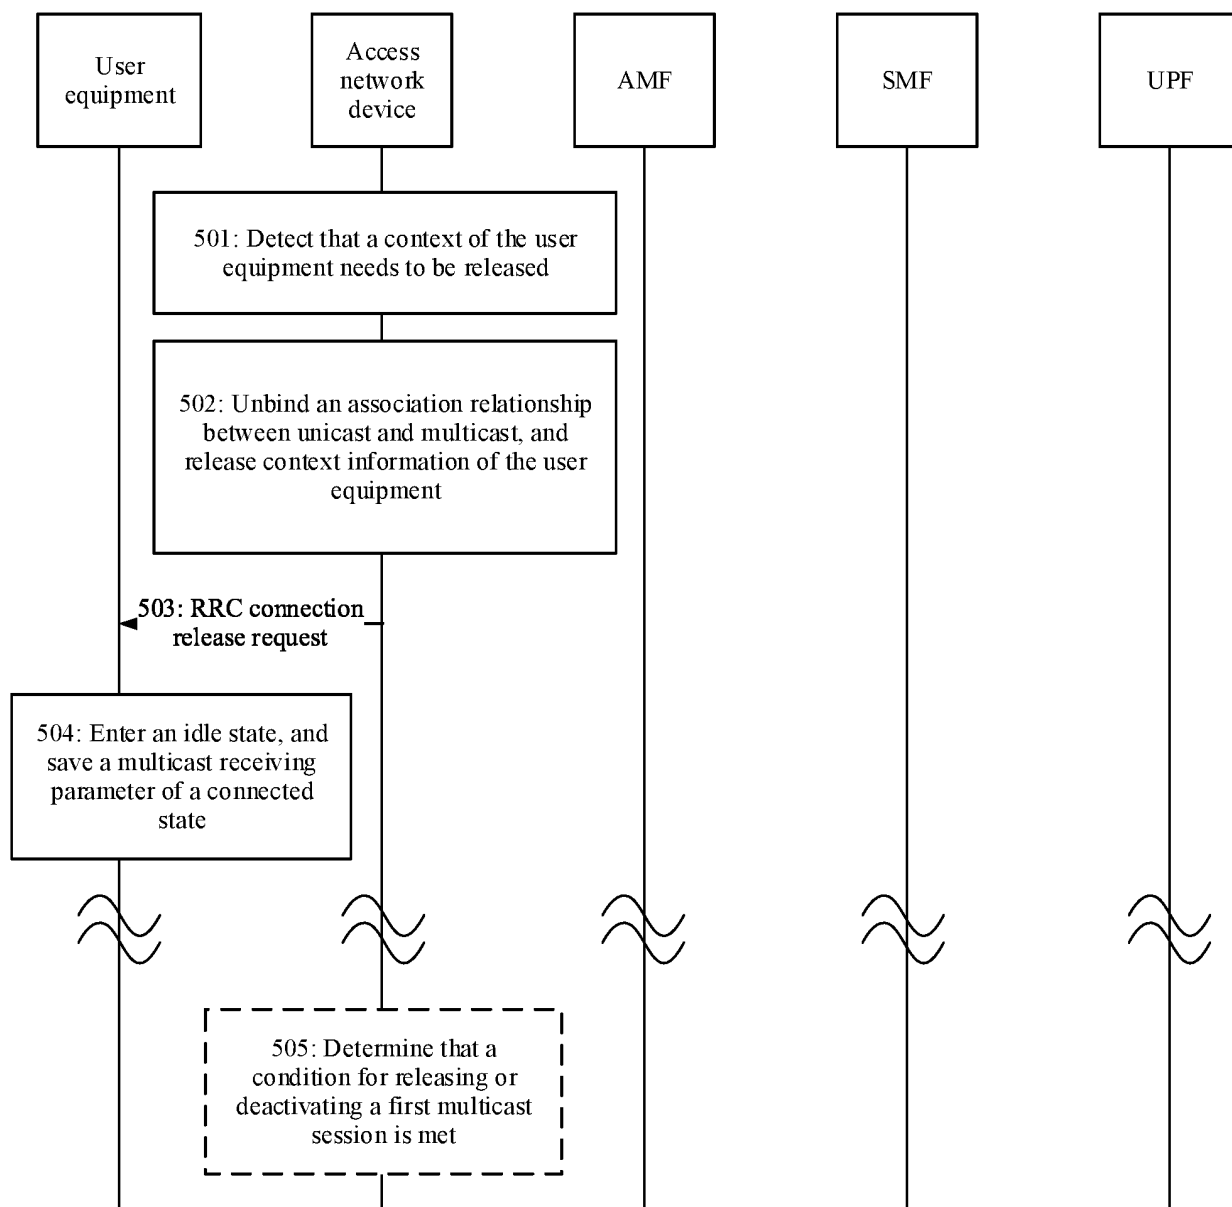 User
equipment
Access
network
device
AMF
SMF
UPF
501: Detect that a context of the user
equipment needs to be released
502: Unbind an association relationship
between unicast and multicast, and
release context information of the user
equipment
503: RRC connection
release request
504: Enter an idle state, and
save a multicast receiving
parameter of a connected
state
505: Determine that a
condition for releasing or
deactivating a first multicast
session is met